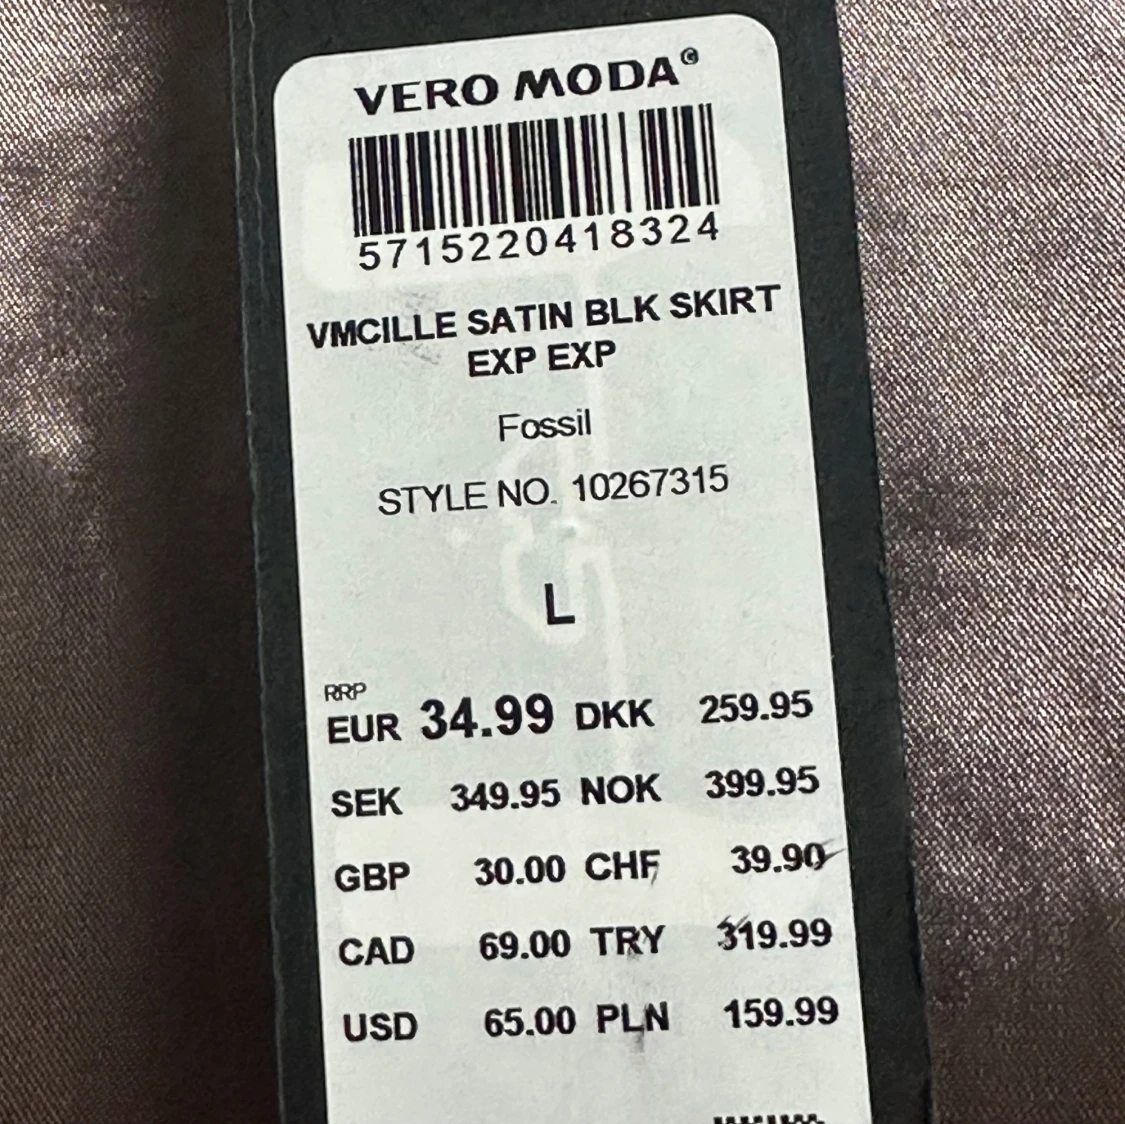 VERO MODA®
5715220418324
VMCILLE SATIN BLK SKIRT
EXP EXP
Fossil
STYLE NO. 10267315
L
RRP
EUR 34.99 DKK 259.95
SEK 349.95 NOK 399.95
GBP 30.00 CHF 39.90
CAD 69.00 TRY 319.99
USD 65.00 PLN 159.99